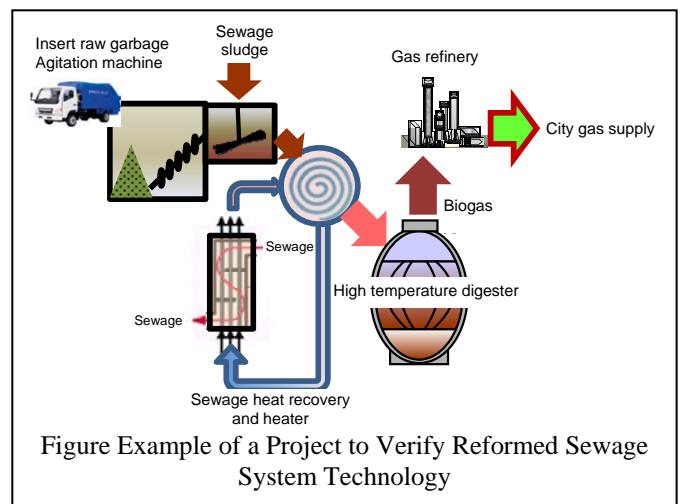 Insert raw garbage
Agitation machine
Sewage
sludge
Gas refinery
City gas supply
Biogas
Sewage
High temperature digester
Sewage
Sewage heat recovery
and heater
Figure Example of a Project to Verify Reformed Sewage
System Technology